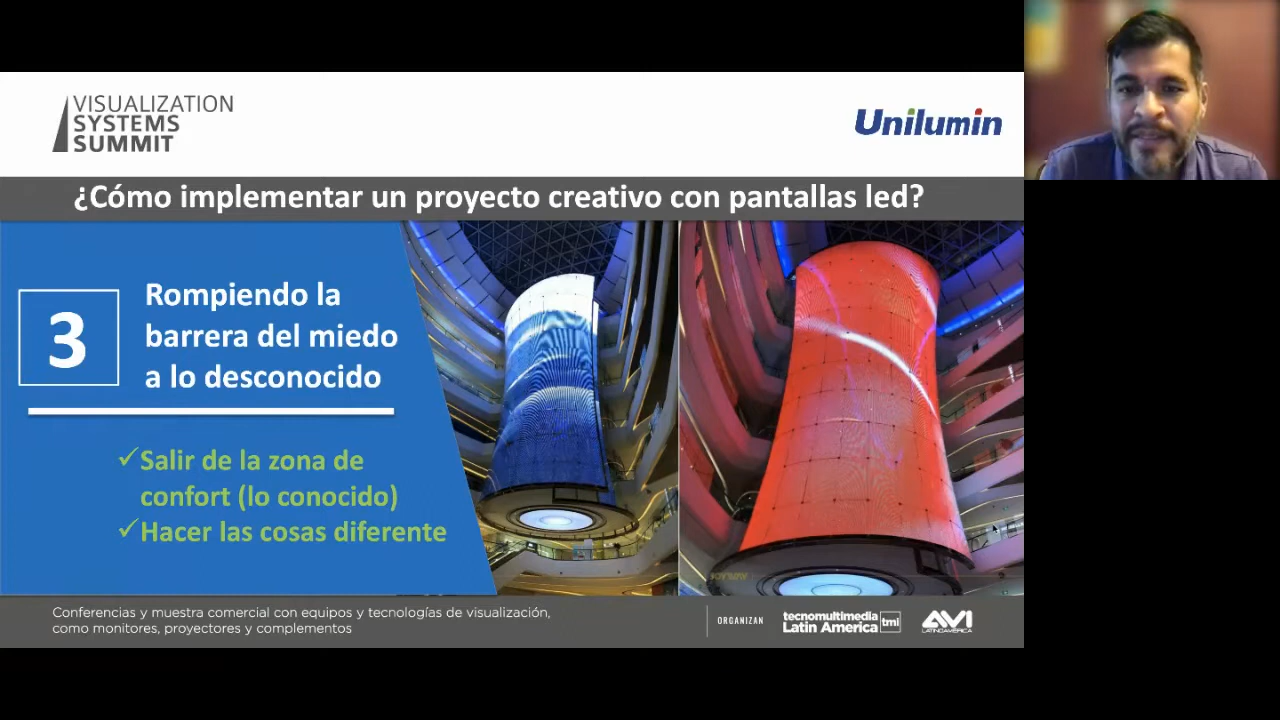 VISUALIZATION
SYSTEMS
SUMMIT
Unilumin
¿Cómo implementar un proyecto creativo con pantallas led?
3
Rompiendo la
barrera del miedo
a lo desconocido
✓Salir de la zona de
confort (lo conocido)
✓Hacer las cosas diferente
Conferencias y muestra comercial con equipos y tecnologías de visualización,
como monitores, proyectores y complementos
ORGANIZAN
tecnomultimedia
Latin America tmi
AVI
LATINOAMÉRICA